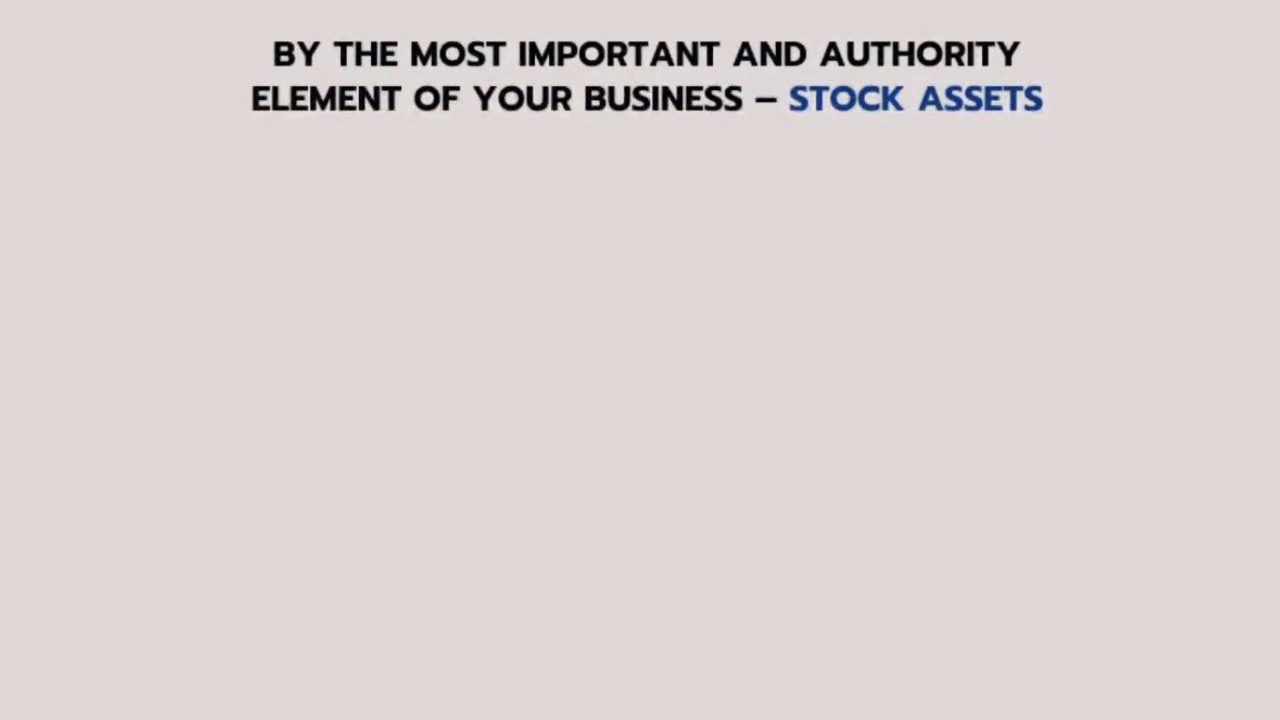 BY THE MOST IMPORTANT AND AUTHORITY
ELEMENT OF YOUR BUSINESS – STOCK ASSETS